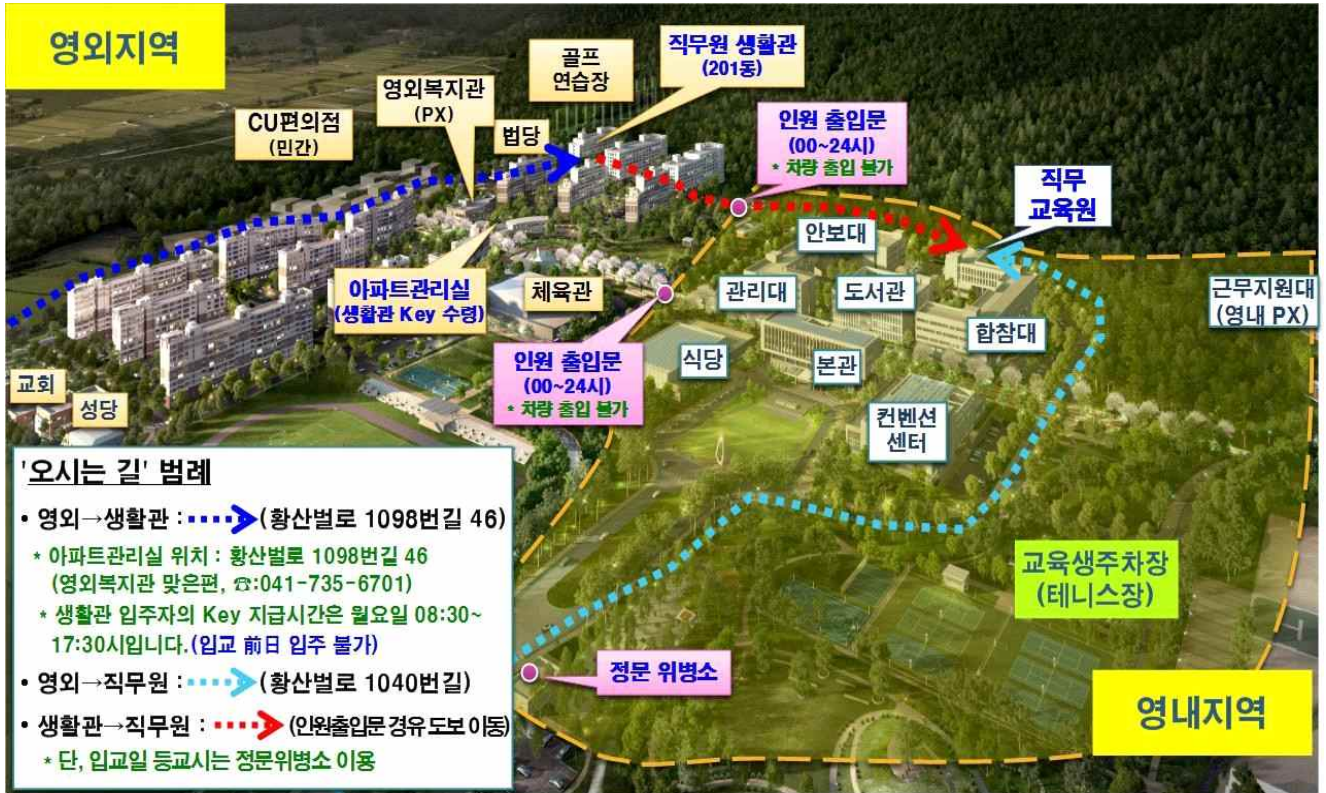 영외지역
골프
연습장
직무원 생활관
(201동)
영외복지관
(PX)
CU편의점
(민간)
법당
인원 출입문
(00~24시)
* 차량 출입 불가
직무
교육원
안보대
아파트관리실
(생활관 Key 수령)
체육관
관리대
도서관
근무지원대
(영내 PX)
합참대
인원 출입문
(00~24시)
* 차량 출입 불가
식당
본관
교회
성당
컨벤션
센터
'오시는 길' 범례
• 영외→생활관 : (황산벌로 1098번길 46)
* 아파트관리실 위치 : 황산벌로 1098번길 46
(영외복지관 맞은편, ☎:041-735-6701)
* 생활관 입주자의 Key 지급시간은 월요일 08:30~
17:30시입니다.(입교 前日 입주 불가)
• 영외→직무원 : (황산벌로 1040번길)
• 생활관→직무원 : (인원출입문 경유 도보 이동)
* 단, 입교일 등교시는 정문위병소 이용
교육생주차장
(테니스장)
정문 위병소
영내지역